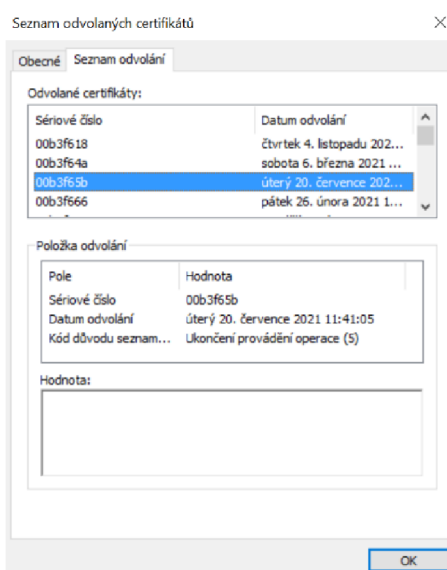 Seznam odvolaných certifikátů
Obecné Seznam odvolání
Odvolané certifikáty:
Sériové číslo Datum odvolání
00b3f618 čtvrtek 4. listopadu 202...
00b3f64a sobota 6. března 2021 ...
00b3f65b úterý 20. července 202...
00b3f666 pátek 26. února 2021 1...
Položka odvolání
Pole Hodnota
Sériové číslo 00b3f65b
Datum odvolání úterý 20. července 2021 11:41:05
Kód důvodu seznam... Ukončení provádění operace (5)
Hodnota:
OK